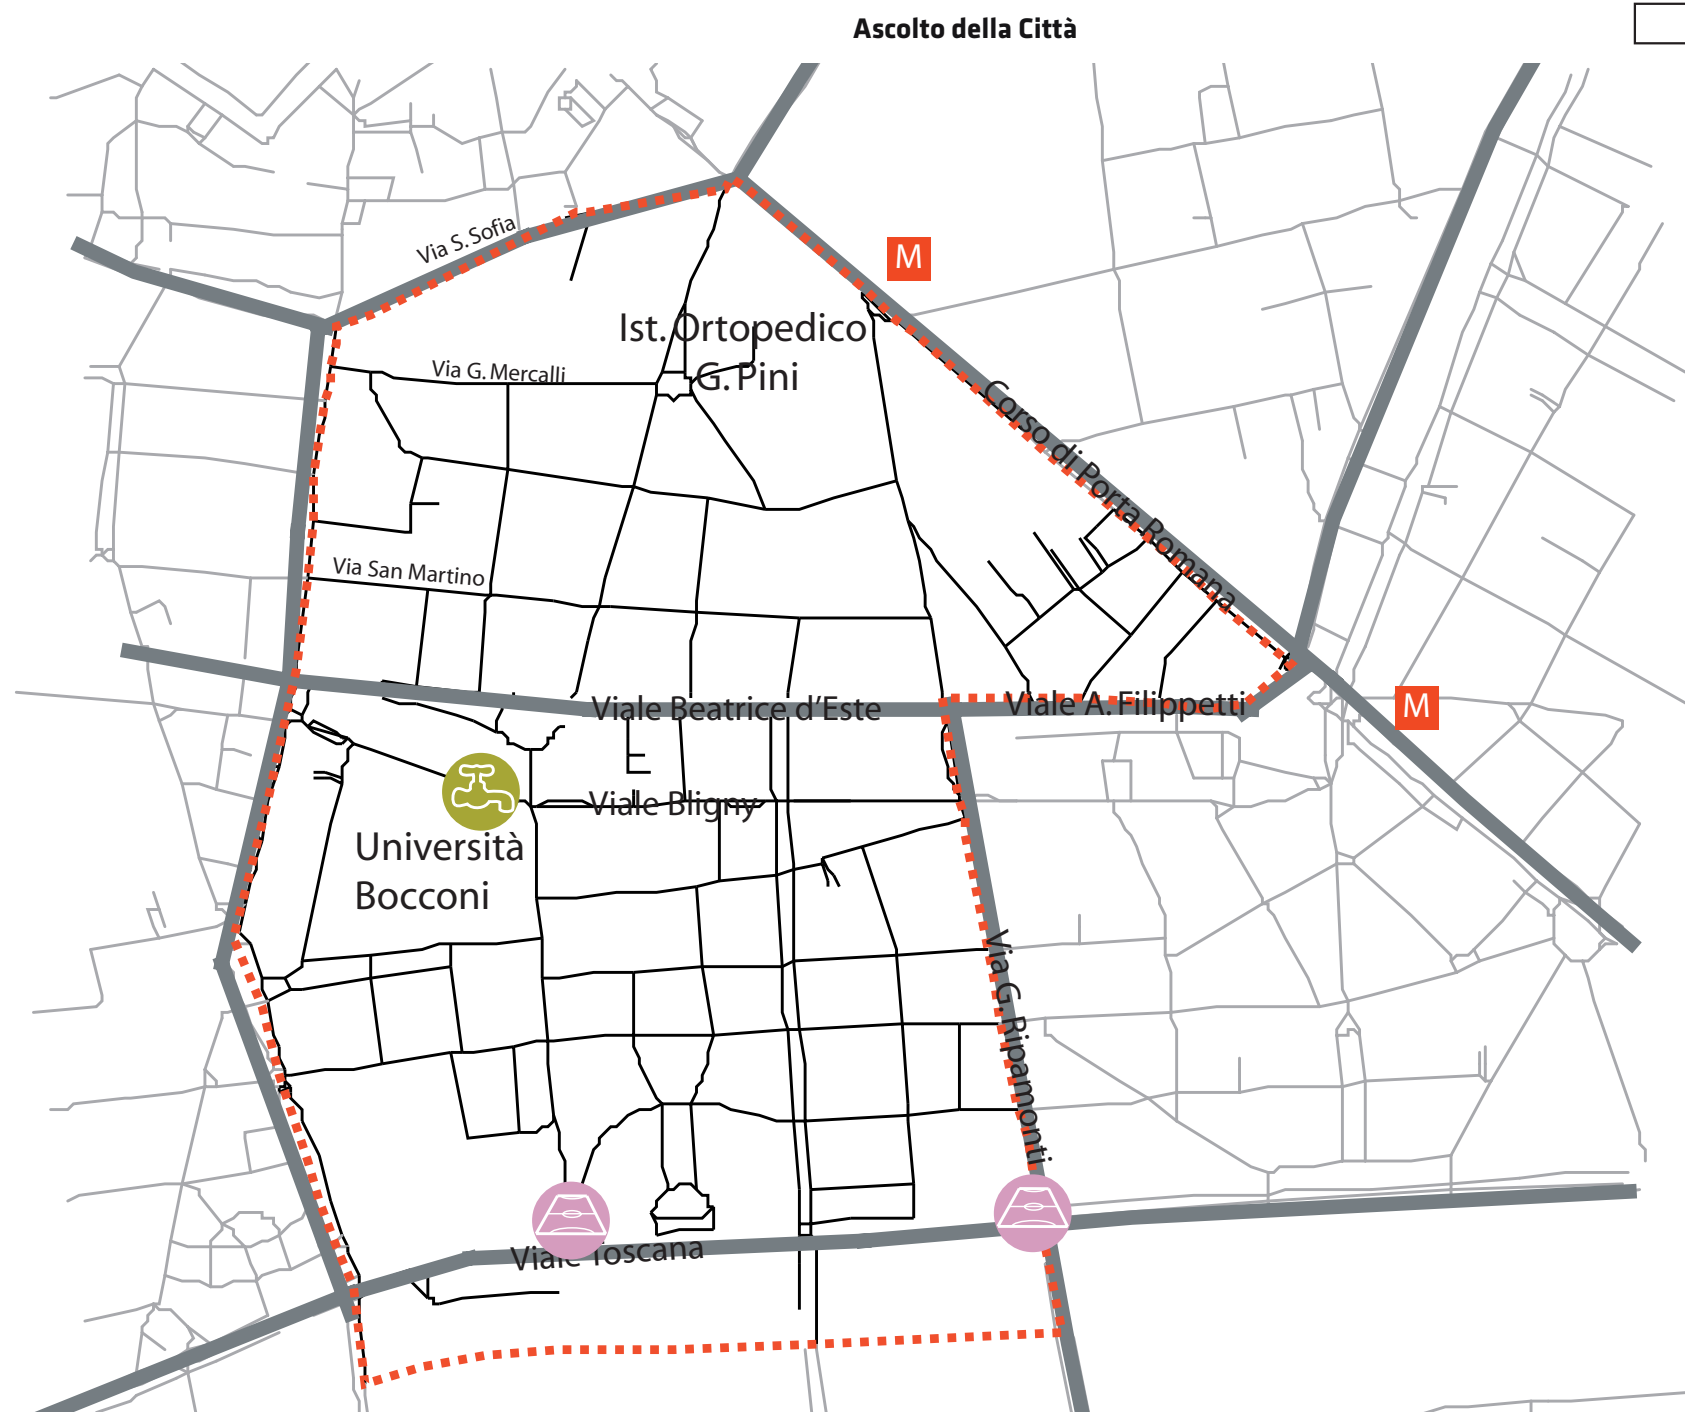 Ascolto della Città
Via S. Sofia
M
Ist. Ortopedico
G. Pini
Via G. Mercalli
Corso di Porta Romana
Via San Martino
Viale Beatrice d'Este
Viale A. Filippetti
M
Viale Bligny
Università
Bocconi
Via G. Ripamonti
Viale Toscana